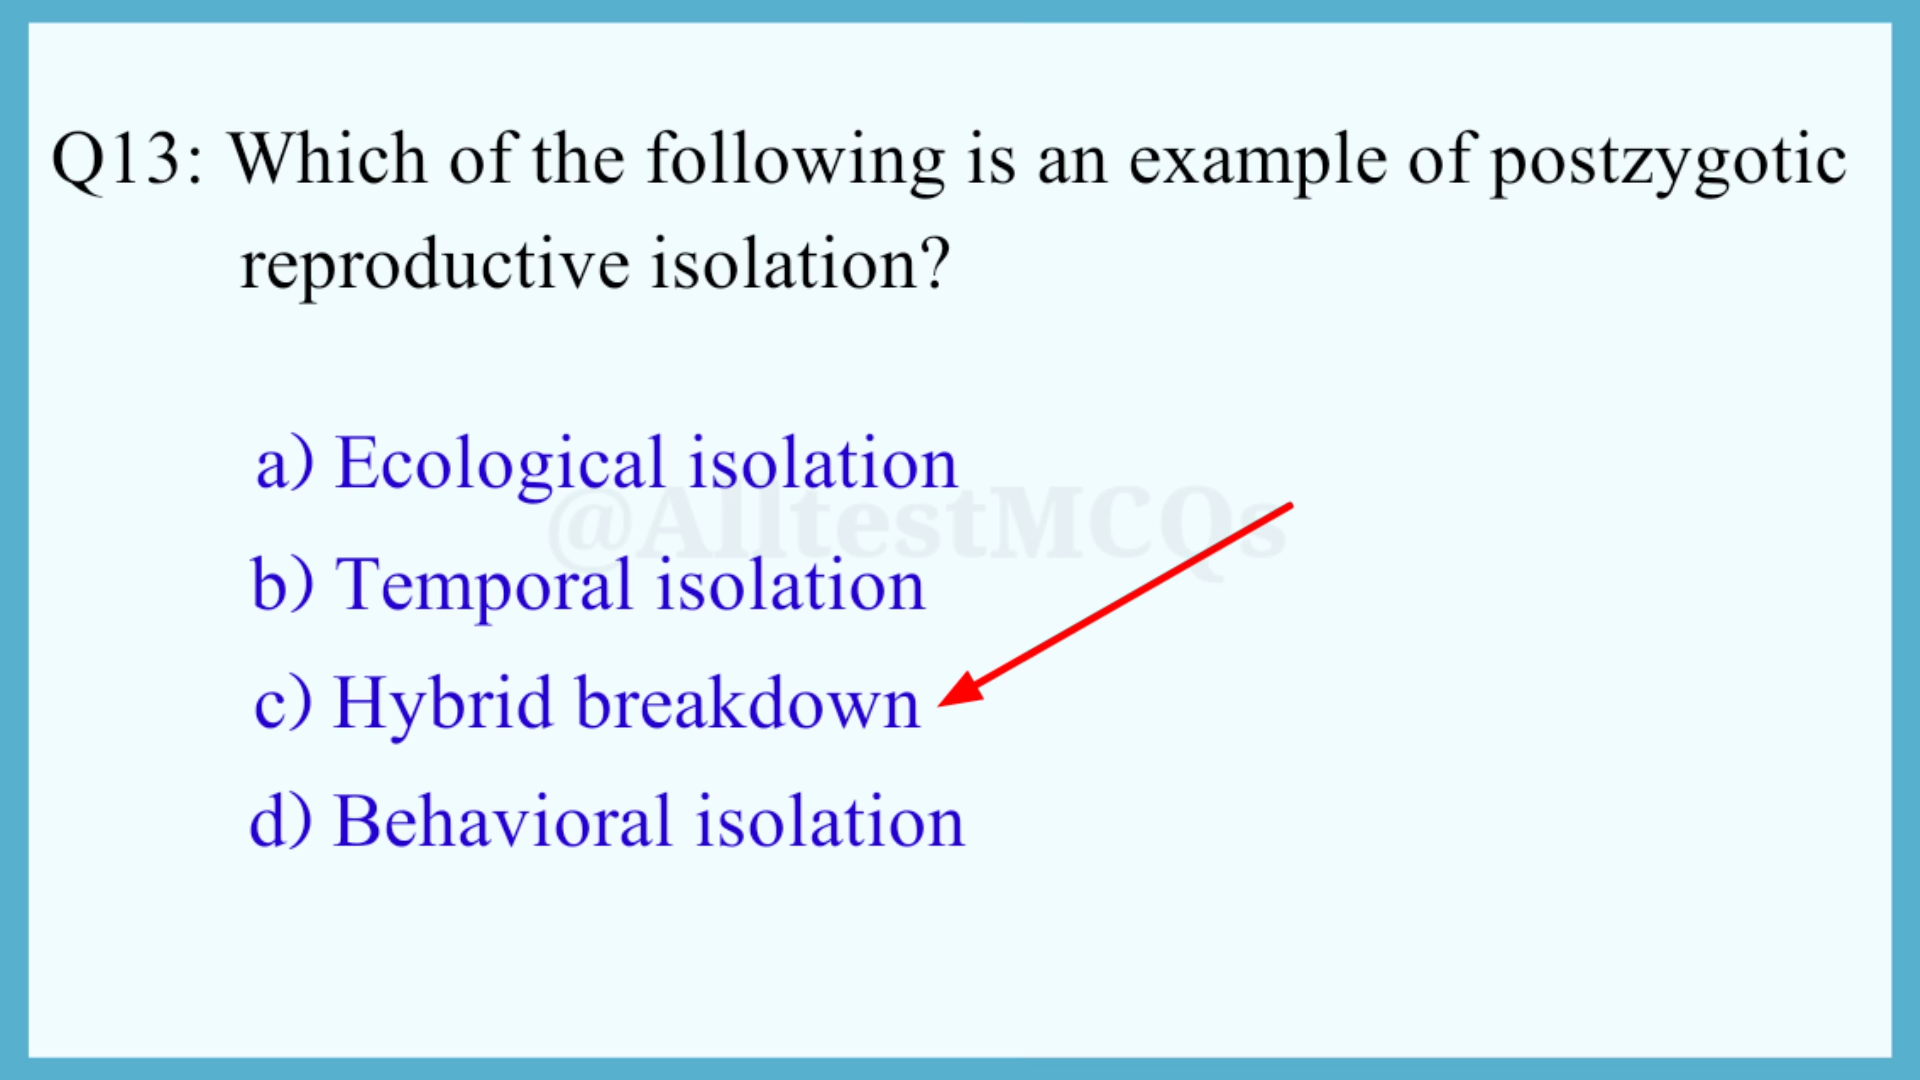 Q13: Which of the following is an example of postzygotic
reproductive isolation?
a) Ecological isolation
@AlltestMCQs
b) Temporal isolation
c) Hybrid breakdown
d) Behavioral isolation